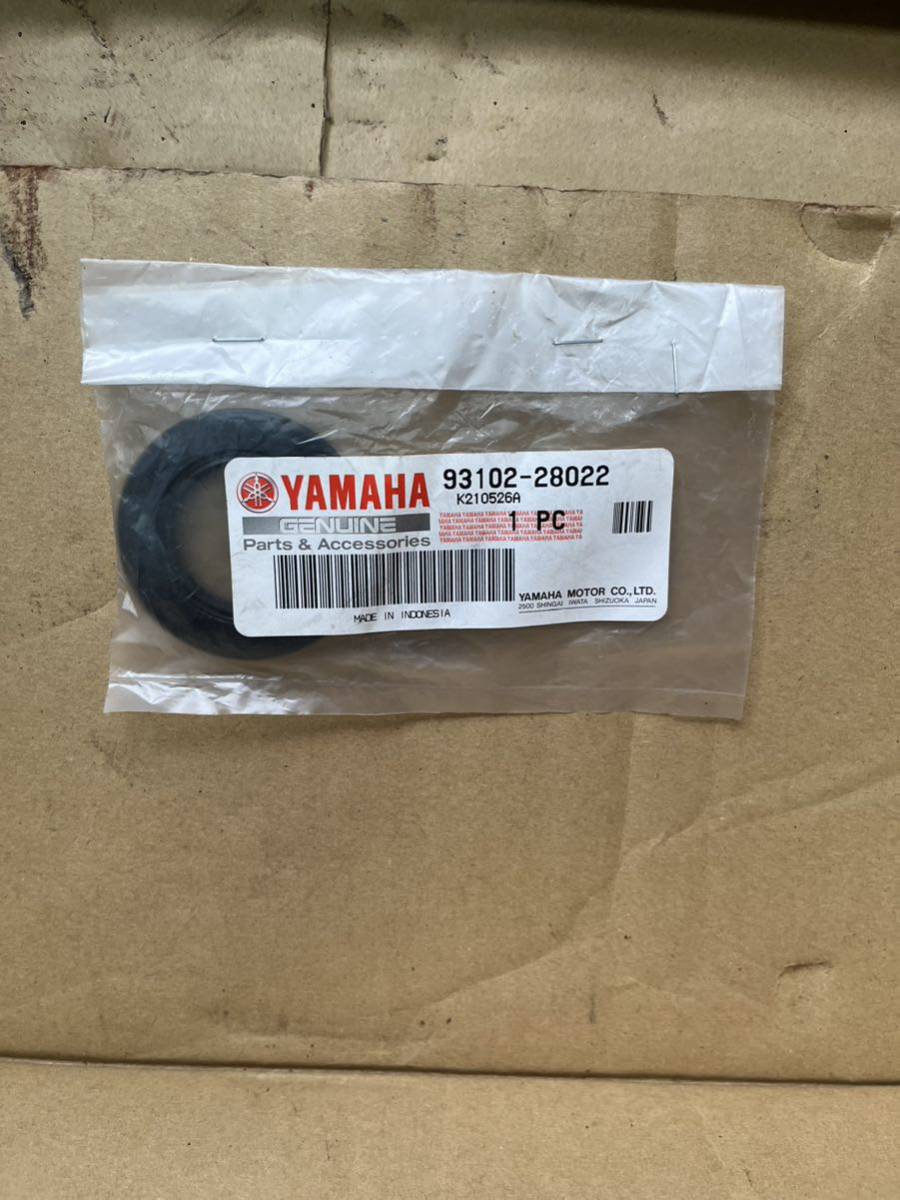 YAMAHA
GENUINE
Parts & Accessories
93102-28022
K210526A
1 PC
MADE IN INDONESIA
YAMAHA MOTOR CO.,LTD.
2500 SHINGAI IWATA SHIZUOKA JAPAN